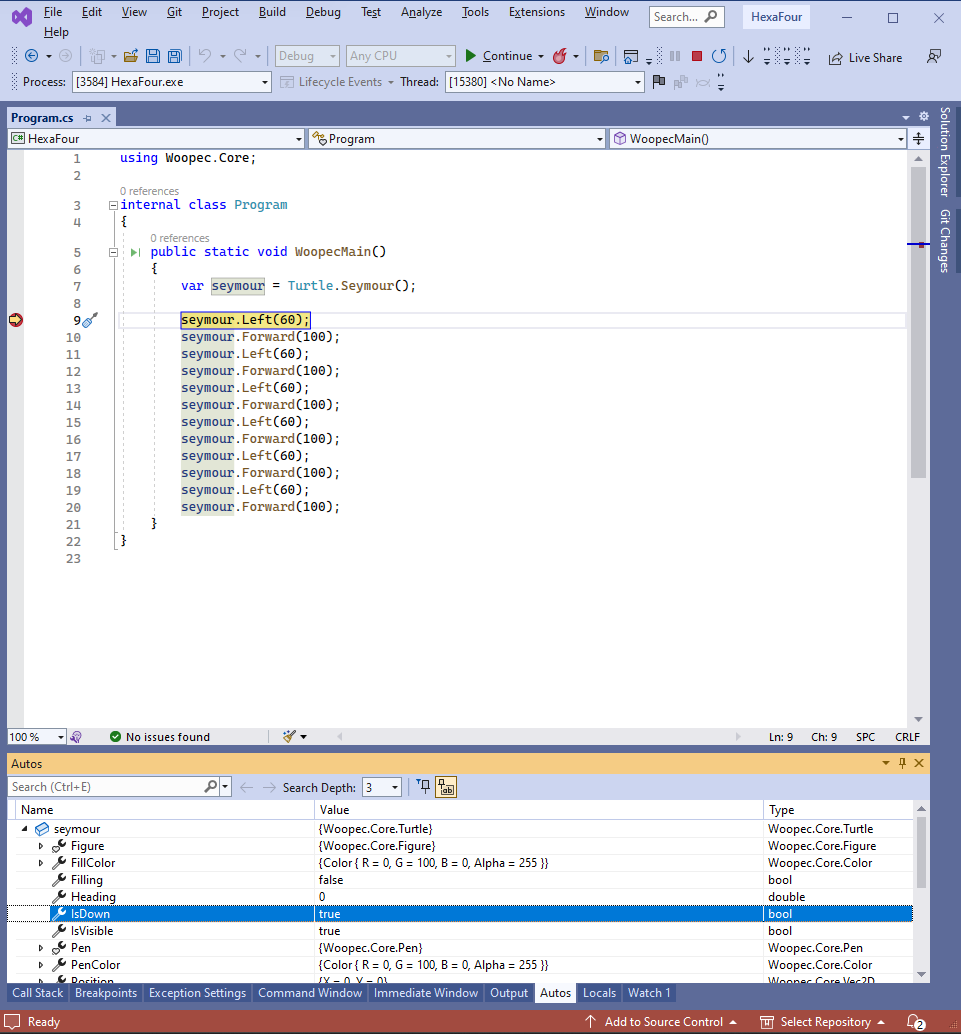 File Edit View Git Project Build Debug Test Analyze Tools Extensions Window Search... HexaFour
Help
Debug Any CPU Continue Live Share
Process: [3584] HexaFour.exe Lifecycle Events Thread: [15380] <No Name>
Program.cs
C# HexaFour Program WoopecMain()
Solution Explorer
Git Changes
1 using Woopec.Core;
2
0 references
3 internal class Program
4 {
0 references
5 public static void WoopecMain()
6 {
7 var seymour = Turtle.Seymour();
8
9 seymour.Left(60);
10 seymour.Forward(100);
11 seymour.Left(60);
12 seymour.Forward(100);
13 seymour.Left(60);
14 seymour.Forward(100);
15 seymour.Left(60);
16 seymour.Forward(100);
17 seymour.Left(60);
18 seymour.Forward(100);
19 seymour.Left(60);
20 seymour.Forward(100);
21 }
22 }
23
100 % No issues found Ln: 9 Ch: 9 SPC CRLF
Autos
Search (Ctrl+E) Search Depth: 3
Name Value Type
seymour {Woopec.Core.Turtle} Woopec.Core.Turtle
Figure {Woopec.Core.Figure} Woopec.Core.Figure
FillColor {Color { R = 0, G = 100, B = 0, Alpha = 255 }} Woopec.Core.Color
Filling false bool
Heading 0 double
IsDown true bool
IsVisible true bool
Pen {Woopec.Core.Pen} Woopec.Core.Pen
PenColor {Color { R = 0, G = 100, B = 0, Alpha = 255 }} Woopec.Core.Color
Position {X = 0, Y = 0} Woopec.Core.Vec2D
Call Stack Breakpoints Exception Settings Command Window Immediate Window Output Autos Locals Watch 1
Ready Add to Source Control Select Repository 2